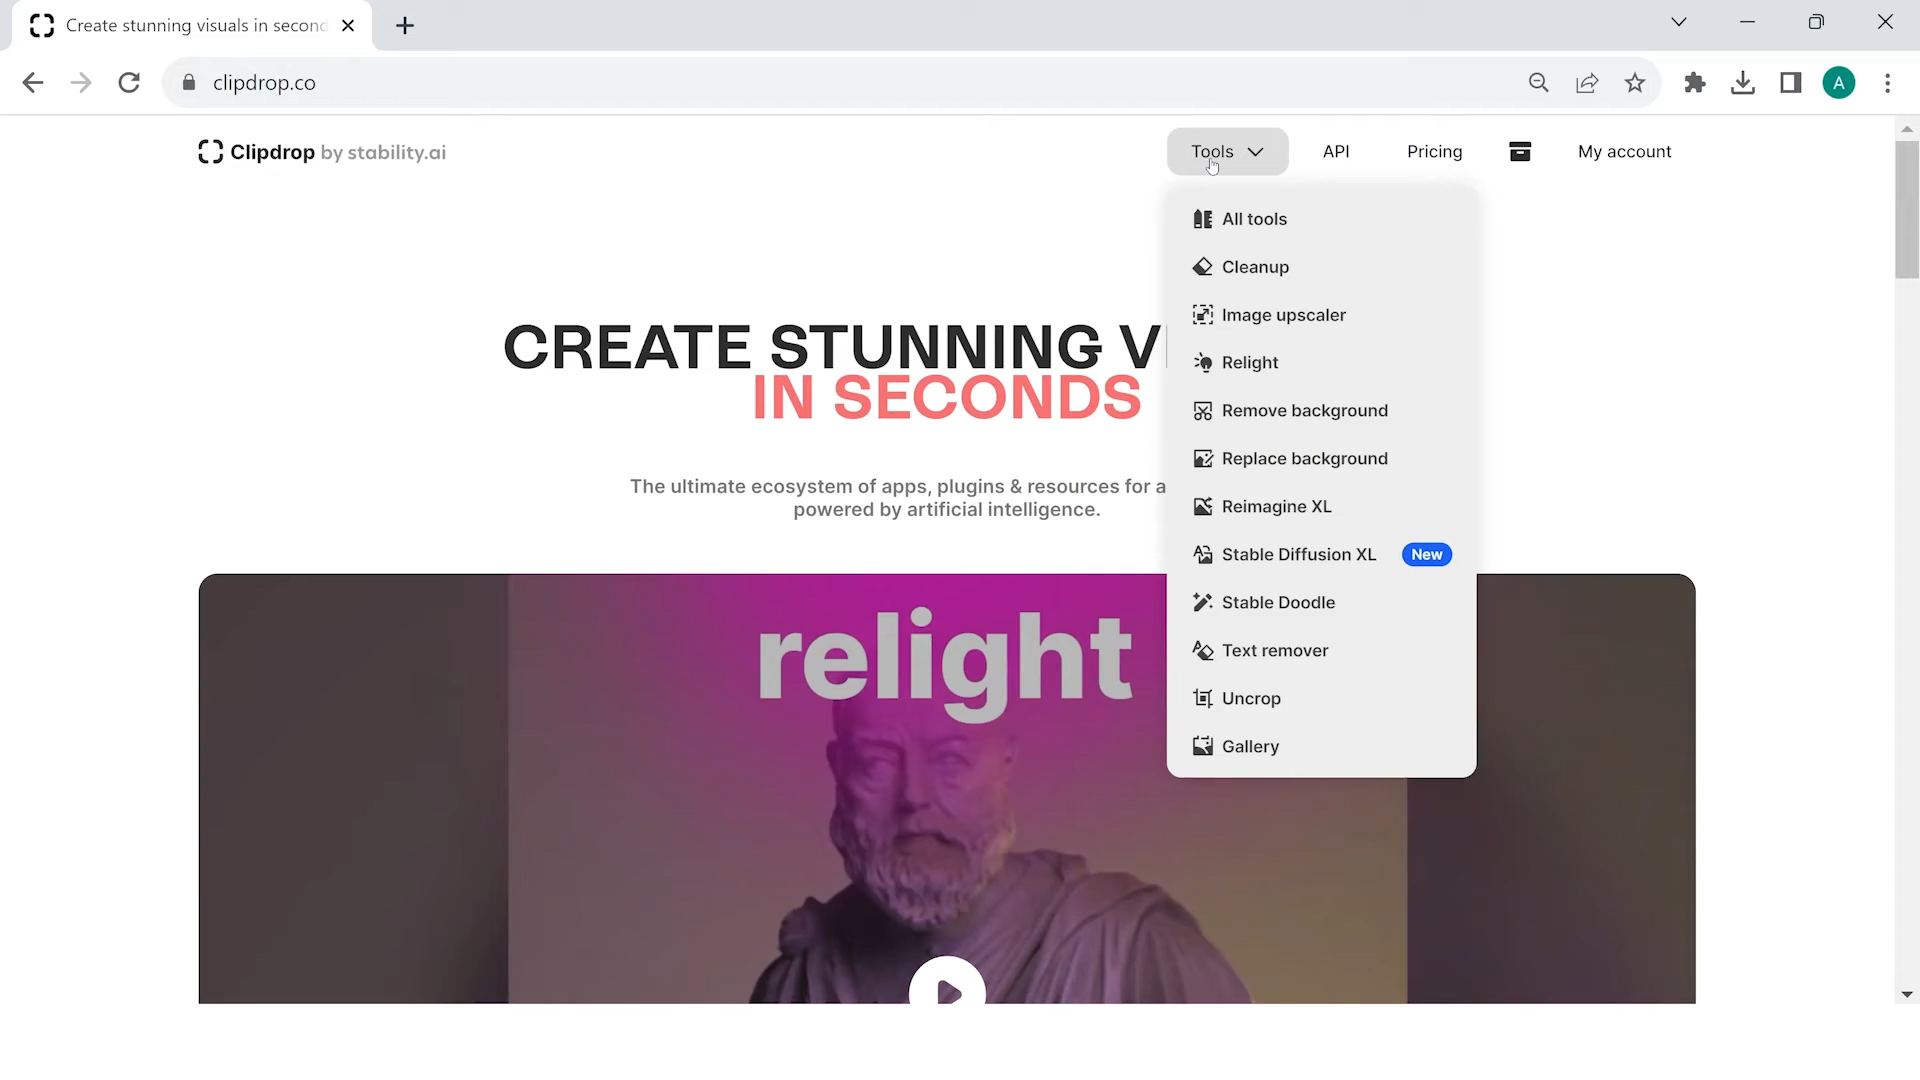 Create stunning visuals in second
clipdrop.co
A
Clipdrop by stability.ai
Tools
API
Pricing
My account
All tools
Cleanup
Image upscaler
Relight
Remove background
Replace background
Reimagine XL
Stable Diffusion XL New
Stable Doodle
Text remover
Uncrop
Gallery
CREATE STUNNING
IN SECONDS
The ultimate ecosystem of apps, plugins & resources for
powered by artificial intelligence.
relight